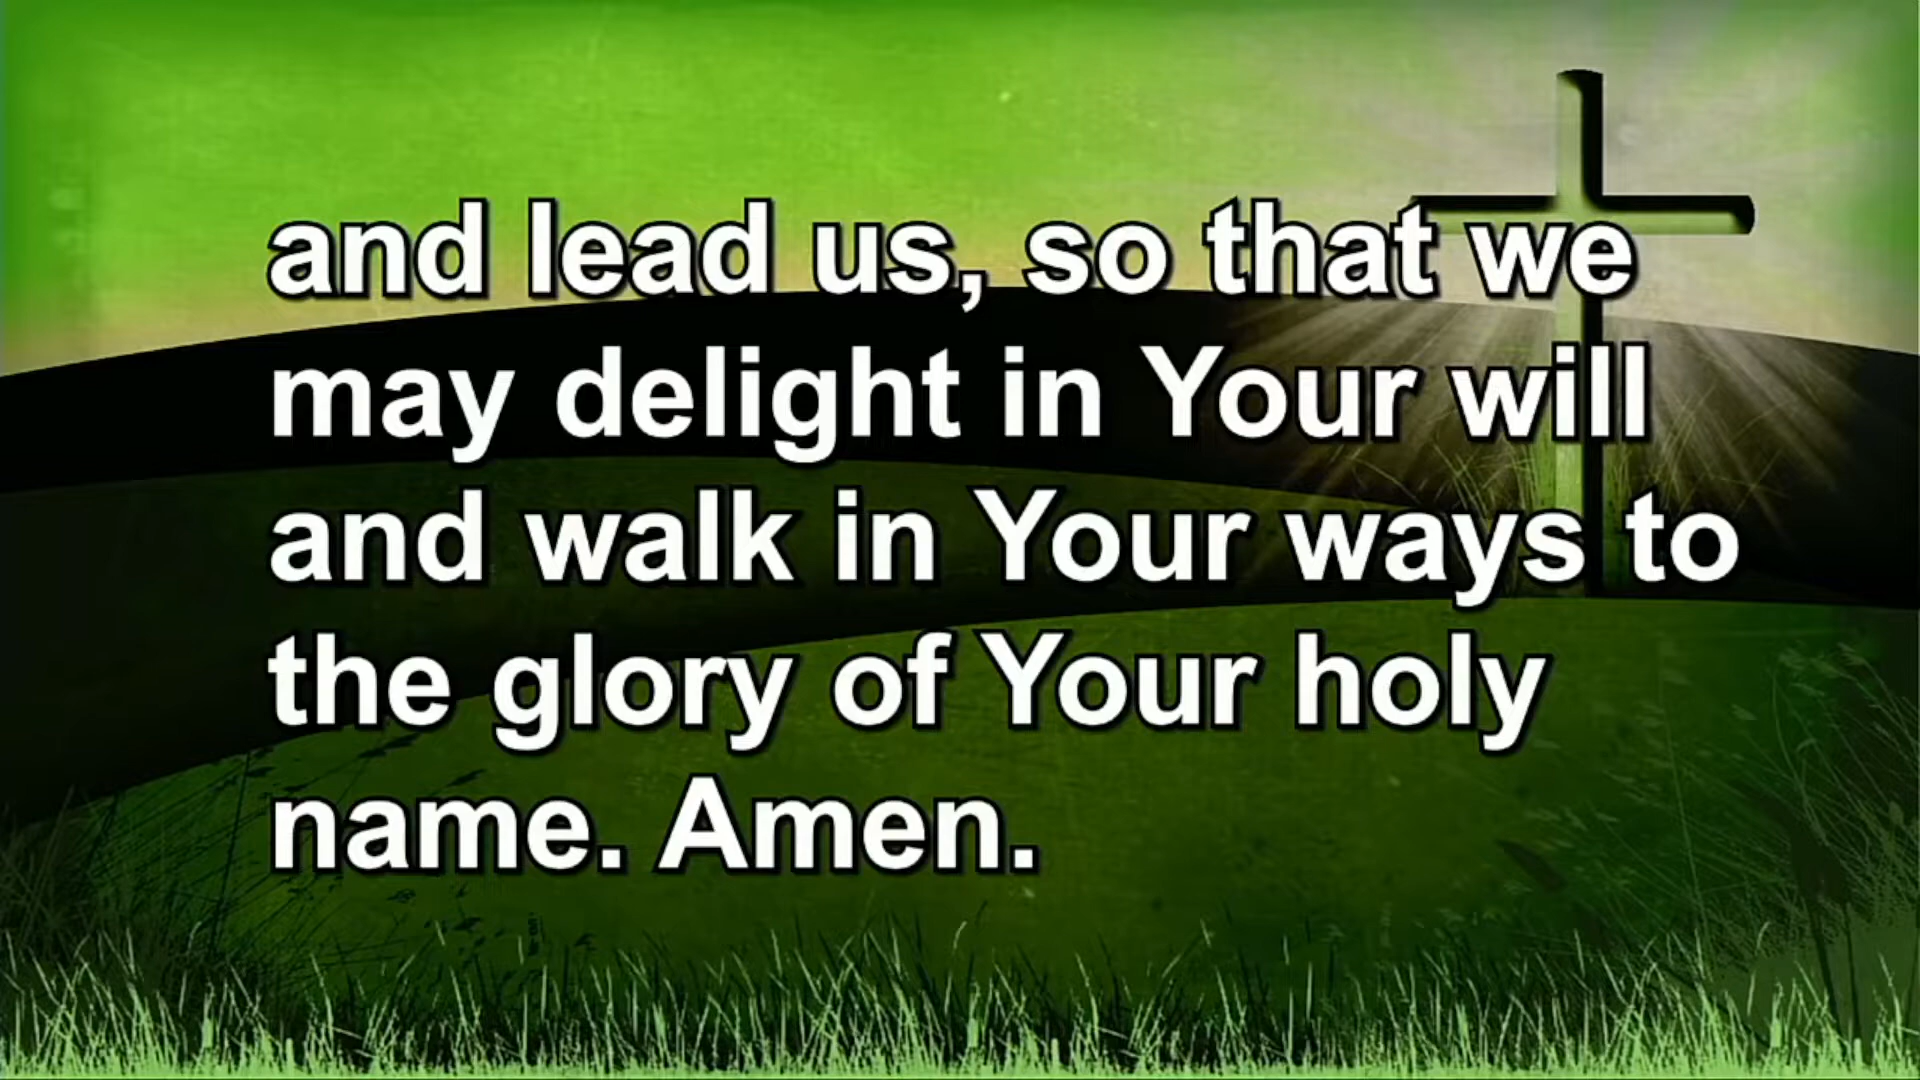 and lead us, so that we
may delight in Your will
and walk in Your ways to
the glory of Your holy
name. Amen.